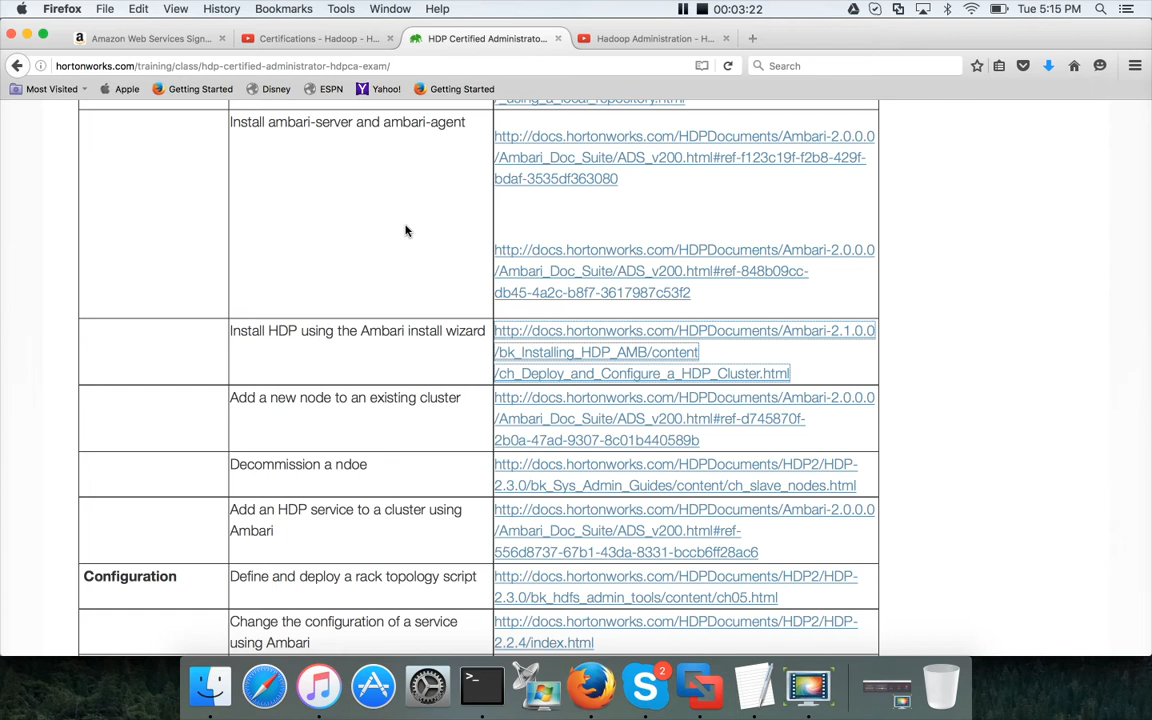 Firefox File Edit View History Bookmarks Tools Window Help 00:03:22 Tue 5:15 PM
Amazon Web Services Sign... Certifications - Hadoop - H... HDP Certified Administrato... Hadoop Administration - H...
hortonworks.com/training/class/hdp-certified-administrator-hdpca-exam/ Search
Most Visited Apple Getting Started Disney ESPN Yahoo! Getting Started
/_using_a_local_repository.html
Install ambari-server and ambari-agent
http://docs.hortonworks.com/HDPDocuments/Ambari-2.0.0.0
/Ambari_Doc_Suite/ADS_v200.html#ref-f123c19f-f2b8-429f-
bdaf-3535df363080
http://docs.hortonworks.com/HDPDocuments/Ambari-2.0.0.0
/Ambari_Doc_Suite/ADS_v200.html#ref-848b09cc-
db45-4a2c-b8f7-3617987c53f2
Install HDP using the Ambari install wizard
http://docs.hortonworks.com/HDPDocuments/Ambari-2.1.0.0
/bk_Installing_HDP_AMB/content
/ch_Deploy_and_Configure_a_HDP_Cluster.html
Add a new node to an existing cluster
http://docs.hortonworks.com/HDPDocuments/Ambari-2.0.0.0
/Ambari_Doc_Suite/ADS_v200.html#ref-d745870f-
2b0a-47ad-9307-8c01b440589b
Decommission a ndoe
http://docs.hortonworks.com/HDPDocuments/HDP2/HDP-
2.3.0/bk_Sys_Admin_Guides/content/ch_slave_nodes.html
Add an HDP service to a cluster using
Ambari
http://docs.hortonworks.com/HDPDocuments/Ambari-2.0.0.0
/Ambari_Doc_Suite/ADS_v200.html#ref-
556d8737-67b1-43da-8331-bccb6ff28ac6
Configuration
Define and deploy a rack topology script
http://docs.hortonworks.com/HDPDocuments/HDP2/HDP-
2.3.0/bk_hdfs_admin_tools/content/ch05.html
Change the configuration of a service
using Ambari
http://docs.hortonworks.com/HDPDocuments/HDP2/HDP-
2.2.4/index.html
2